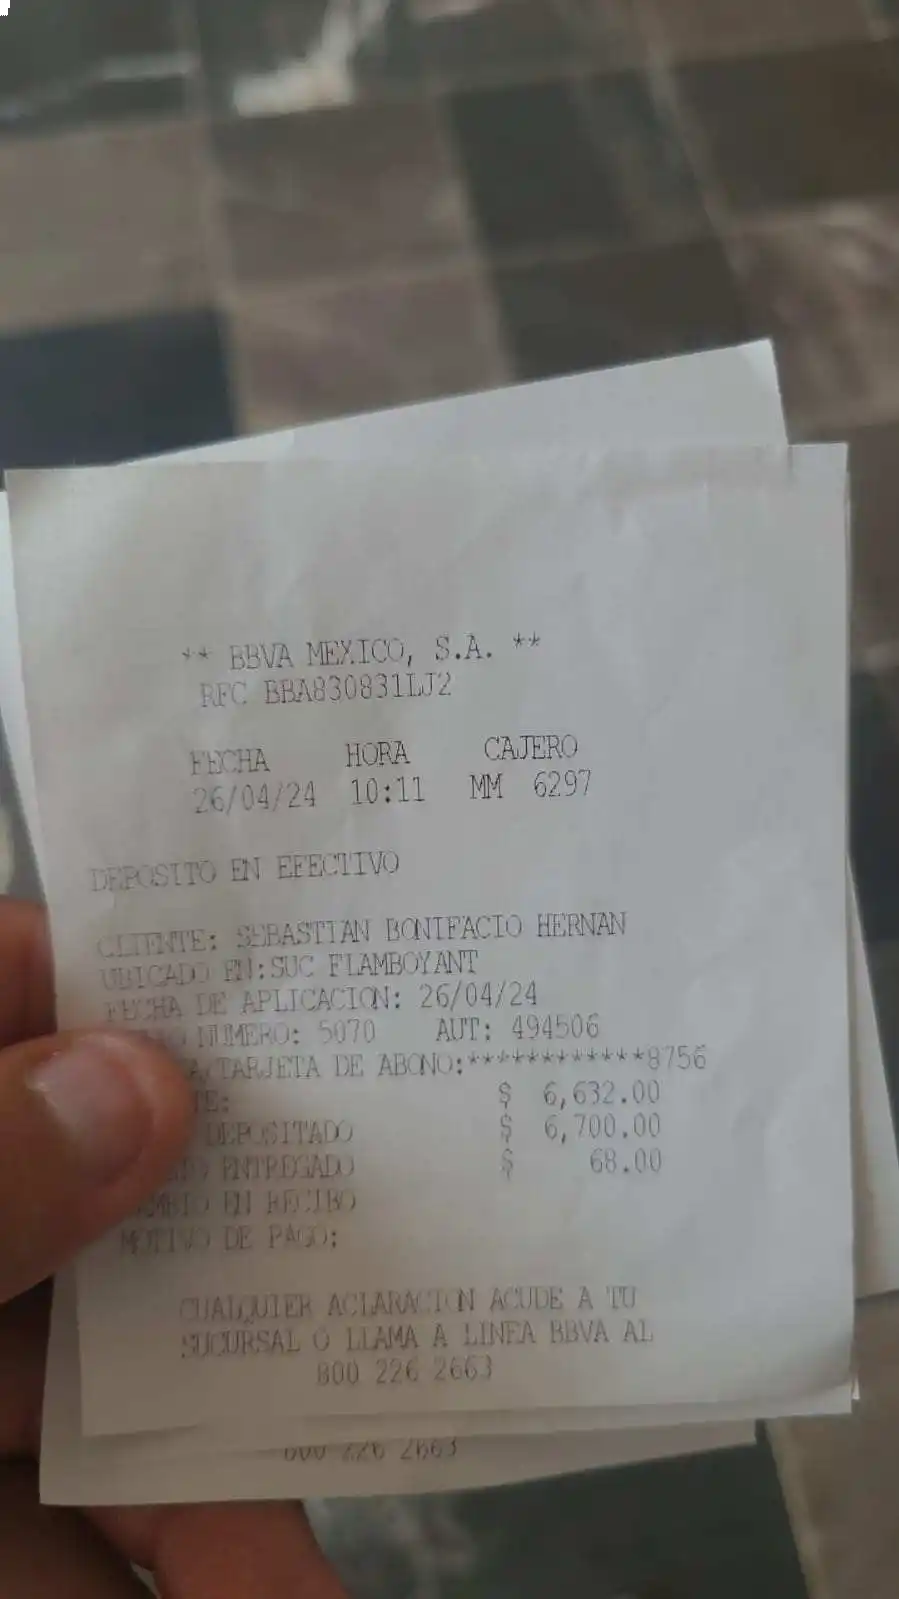 ** BBVA MEXICO, S.A. **
RFC BBA830831LJ2
FECHA HORA CAJERO
26/04/24 10:11 MM 6297
DEPOSITO EN EFECTIVO
CLIENTE: SEBASTIAN BONIFACIO HERNAN
UBICADO EN:SUC FLAMBOYANT
FECHA DE APLICACION: 26/04/24
NUMERO: 5070 AUT: 494506
TARJETA DE ABONO:************8756
$ 6,632.00
DEPOSITADO $ 6,700.00
ENTREGADO $ 68.00
EN RECIBO
MOTIVO DE PAGO:
CUALQUIER ACLARACION ACUDE A TU
SUCURSAL O LLAMA A LINEA BBVA AL
800 226 2663
800 226 2663